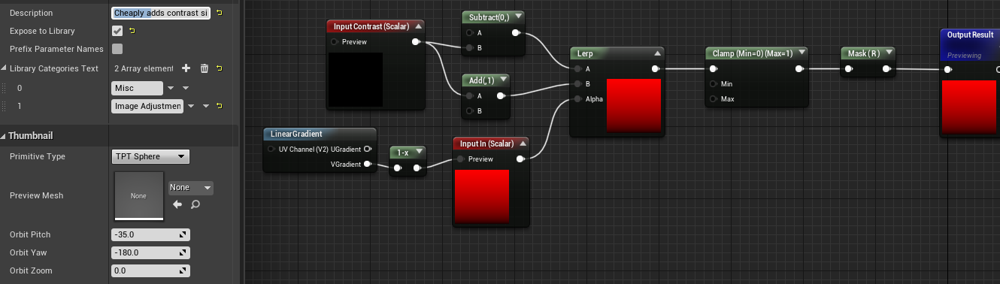 Description Cheaply adds contrast si
Expose to Library
Prefix Parameter Names
Library Categories Text 2 Array element
0 Misc
1 Image Adjustmen
Thumbnail
Primitive Type TPT Sphere
Preview Mesh None None
Orbit Pitch -35.0
Orbit Yaw -180.0
Orbit Zoom 0.0
Input Contrast (Scalar)
Preview
Subtract(0,)
A
B
Add(,1)
A
B
LinearGradient
UV Channel (V2) UGradient
VGradient
1-x
Input In (Scalar)
Preview
Lerp
A
B
Alpha
Clamp (Min=0) (Max=1)
Min
Max
Mask ( R )
Output Result
Previewing